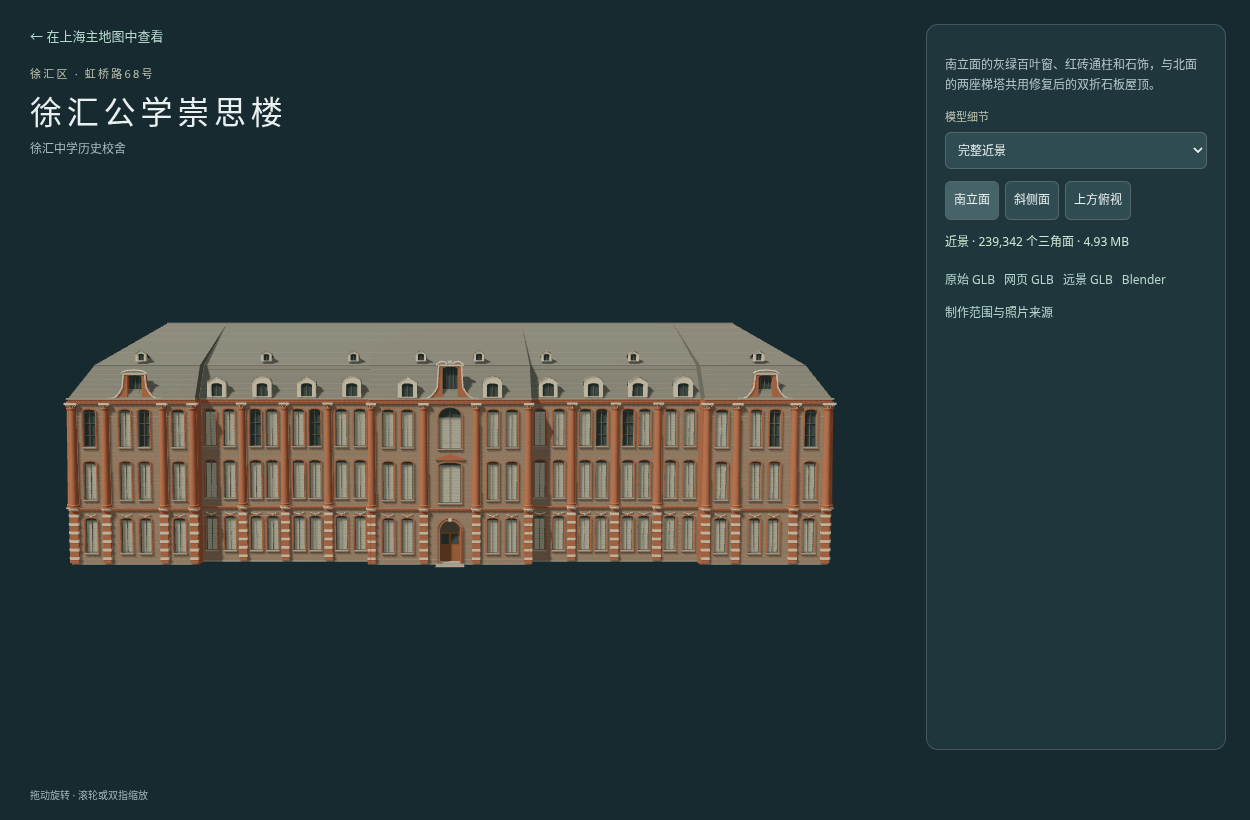 ← 在上海主地图中查看
徐汇区 · 虹桥路68号
徐汇公学崇思楼
徐汇中学历史校舍
南立面的灰绿百叶窗、红砖通柱和石饰，与北面
的两座梯塔共用修复后的双折石板屋顶。
模型细节
完整近景
南立面 斜侧面 上方俯视
近景 · 239,342 个三角面 · 4.93 MB
原始 GLB 网页 GLB 远景 GLB Blender
制作范围与照片来源
拖动旋转 · 滚轮或双指缩放